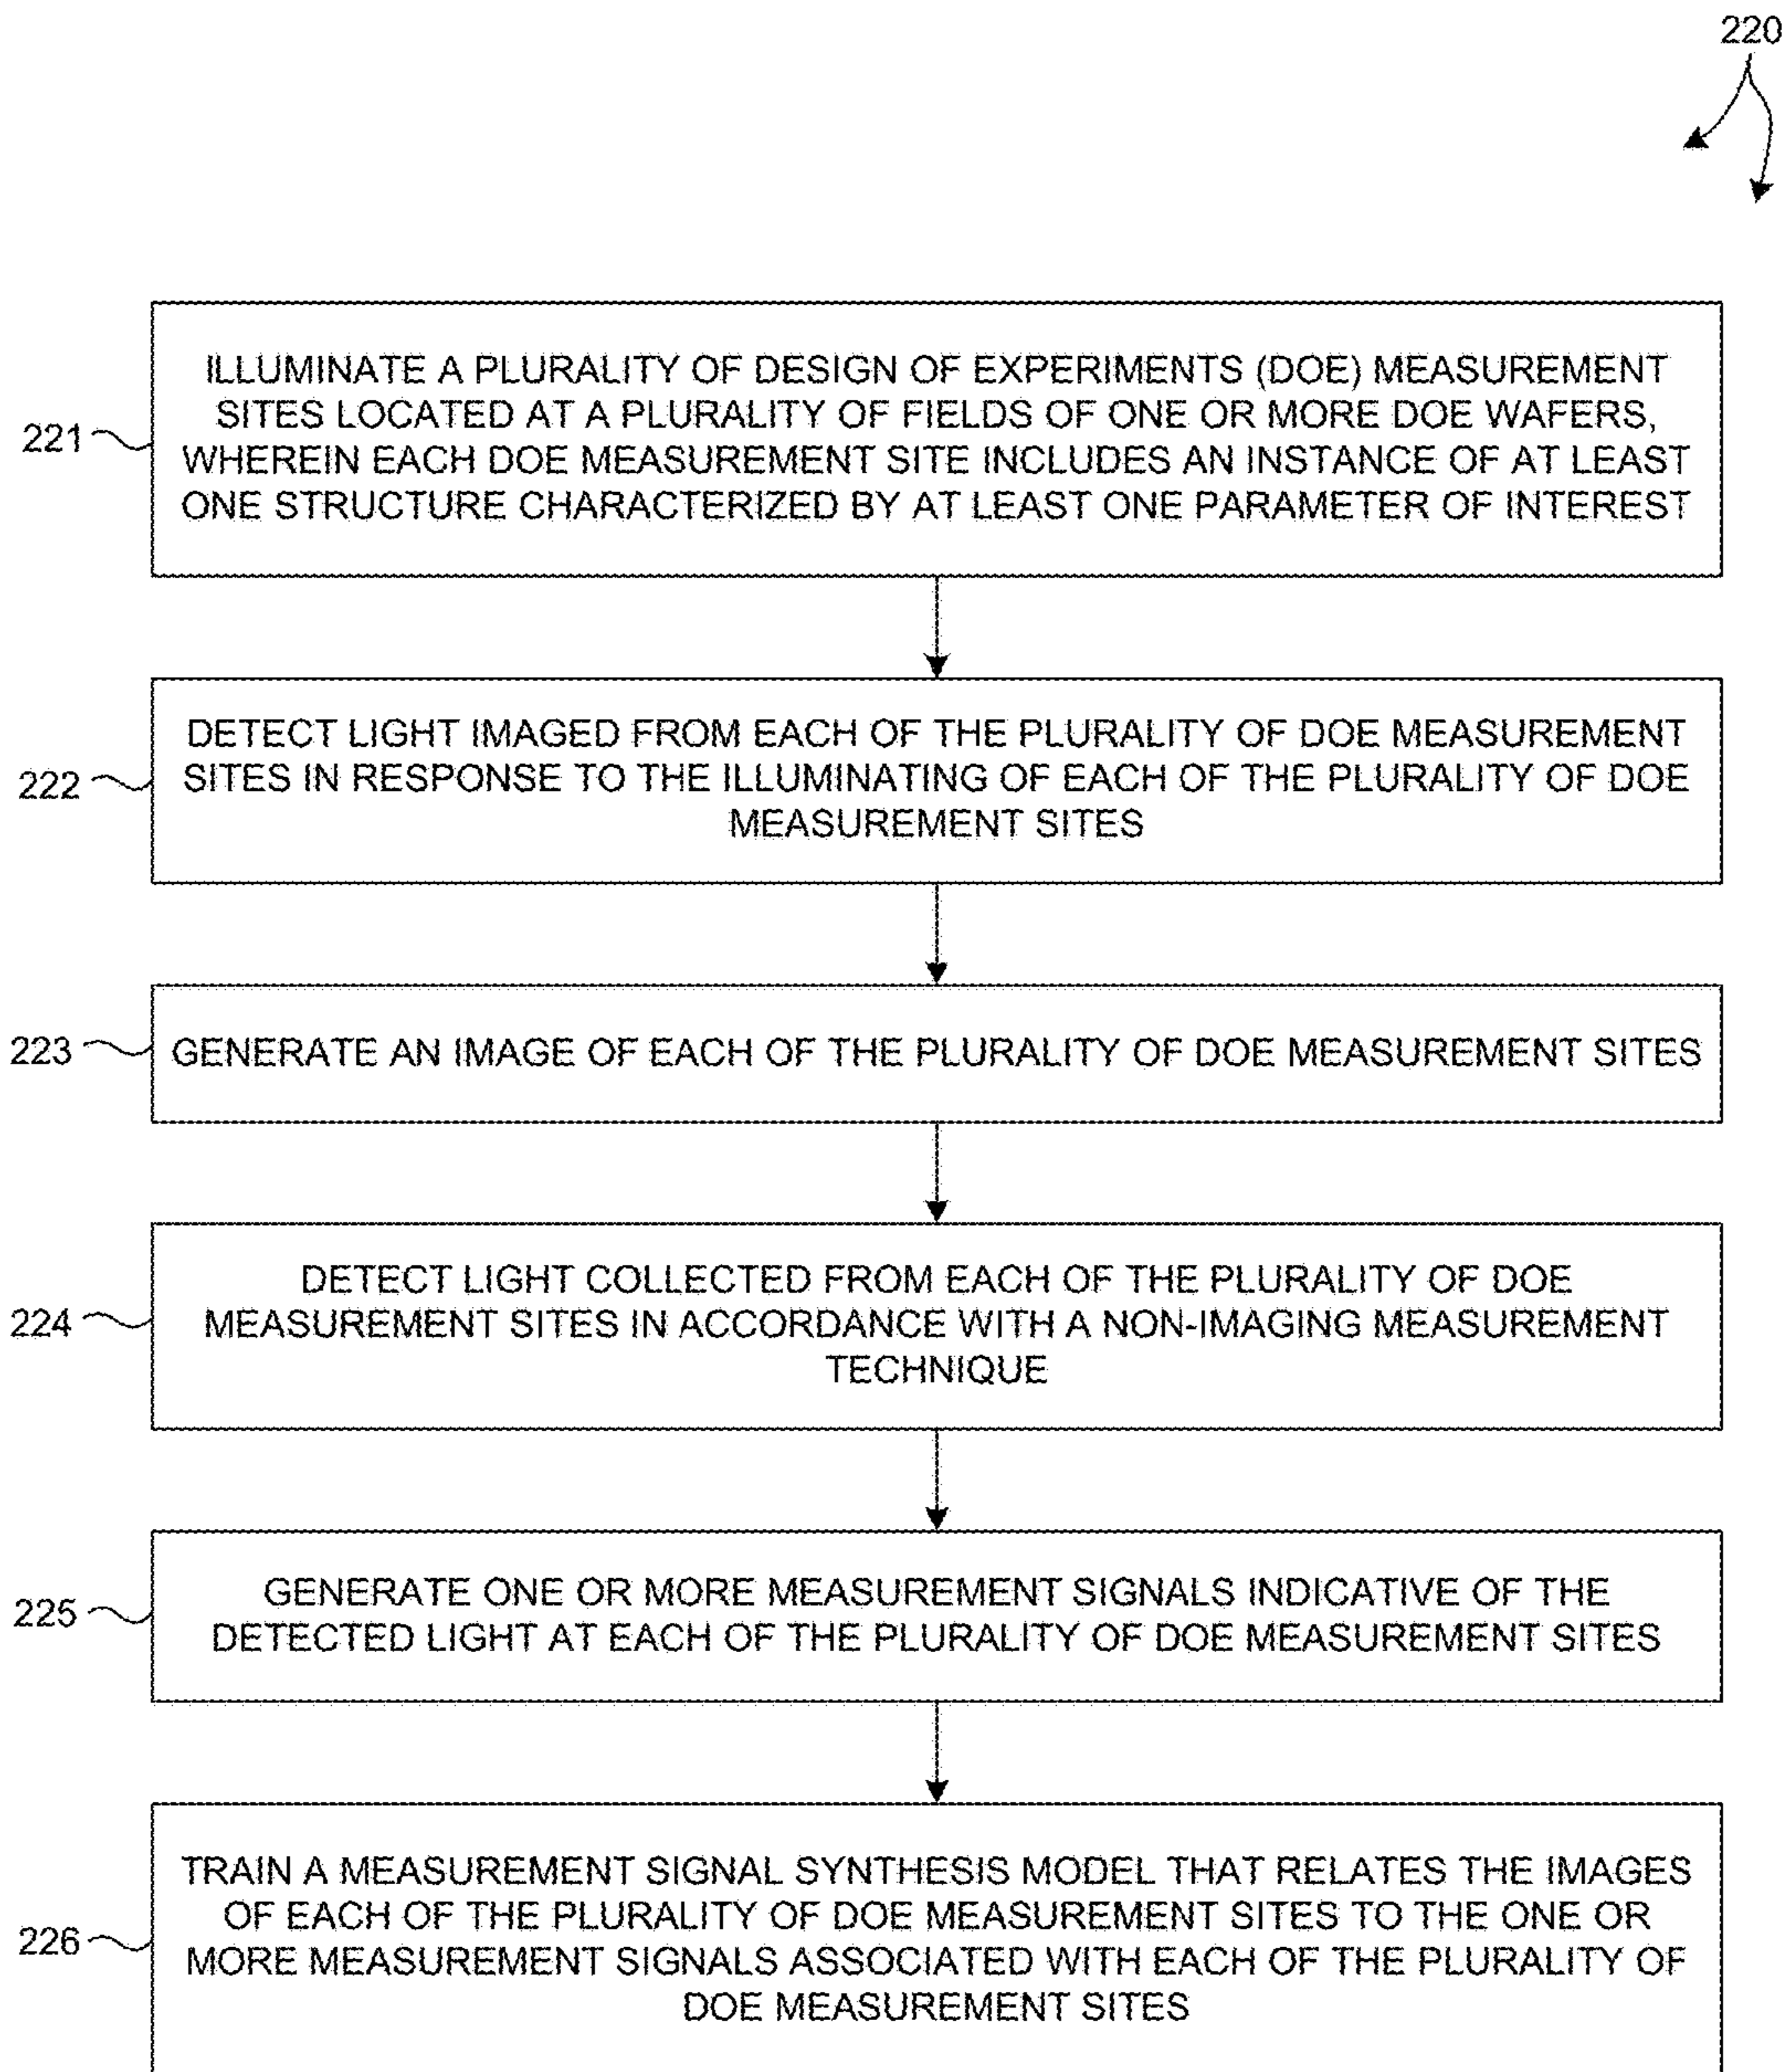 220
ILLUMINATE A PLURALITY OF DESIGN OF EXPERIMENTS (DOE) MEASUREMENT
SITES LOCATED AT A PLURALITY OF FIELDS OF ONE OR MORE DOE WAFERS,
WHEREIN EACH DOE MEASUREMENT SITE INCLUDES AN INSTANCE OF AT LEAST
ONE STRUCTURE CHARACTERIZED BY AT LEAST ONE PARAMETER OF INTEREST
221
DETECT LIGHT IMAGED FROM EACH OF THE PLURALITY OF DOE MEASUREMENT
SITES IN RESPONSE TO THE ILLUMINATING OF EACH OF THE PLURALITY OF DOE
MEASUREMENT SITES
222
GENERATE AN IMAGE OF EACH OF THE PLURALITY OF DOE MEASUREMENT SITES
223
DETECT LIGHT COLLECTED FROM EACH OF THE PLURALITY OF DOE
MEASUREMENT SITES IN ACCORDANCE WITH A NON-IMAGING MEASUREMENT
TECHNIQUE
224
GENERATE ONE OR MORE MEASUREMENT SIGNALS INDICATIVE OF THE
DETECTED LIGHT AT EACH OF THE PLURALITY OF DOE MEASUREMENT SITES
225
TRAIN A MEASUREMENT SIGNAL SYNTHESIS MODEL THAT RELATES THE IMAGES
OF EACH OF THE PLURALITY OF DOE MEASUREMENT SITES TO THE ONE OR
MORE MEASUREMENT SIGNALS ASSOCIATED WITH EACH OF THE PLURALITY OF
DOE MEASUREMENT SITES
226